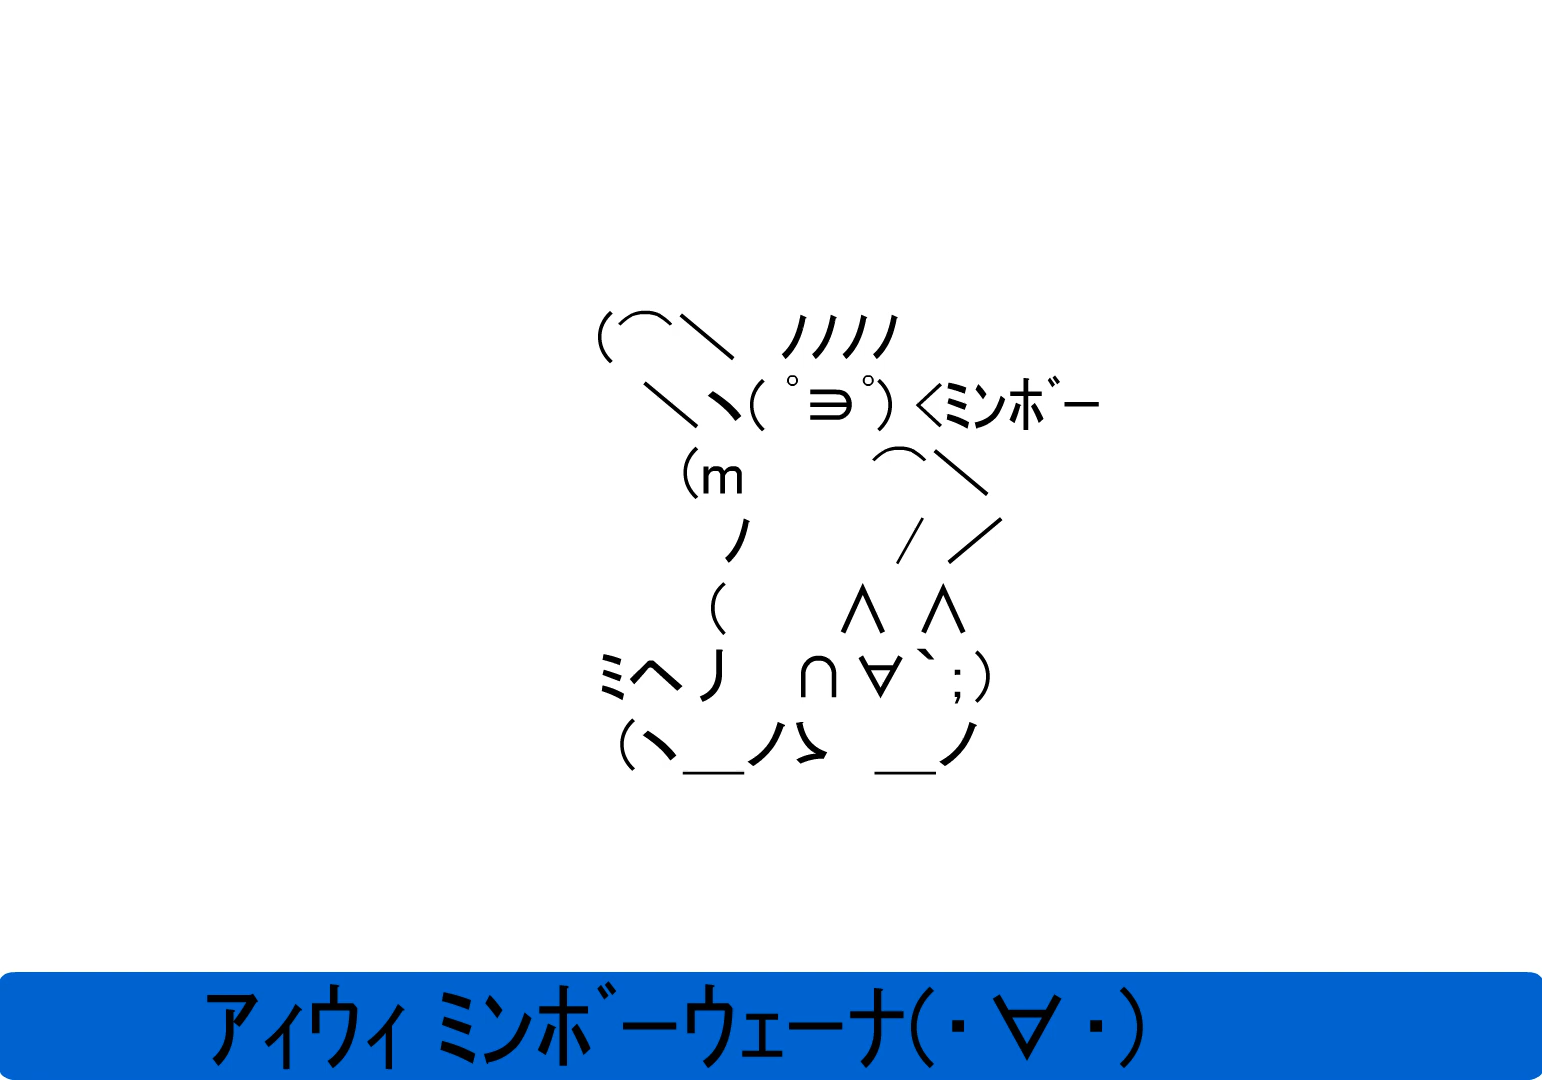 (⌒＼ ﾉﾉﾉﾉ
＼ヽ( ﾟ∋ﾟ) <ﾐﾝﾎﾞｰ
(m ⌒＼
ﾉ / ／
( ∧ ∧
ﾐヘ丿 ∩∀｀;)
(ヽ＿ノゝ ＿ノ
ｱｨｳｨ ﾐﾝﾎﾞｰｳｪｰﾅ(・∀・)